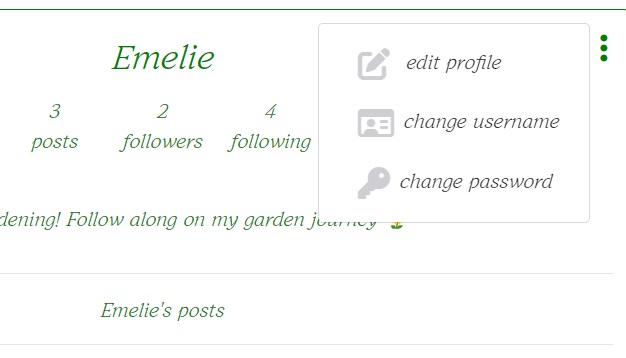 Emelie
3 2 4
posts followers following
edit profile
change username
change password
dening! Follow along on my garden journey
Emelie's posts